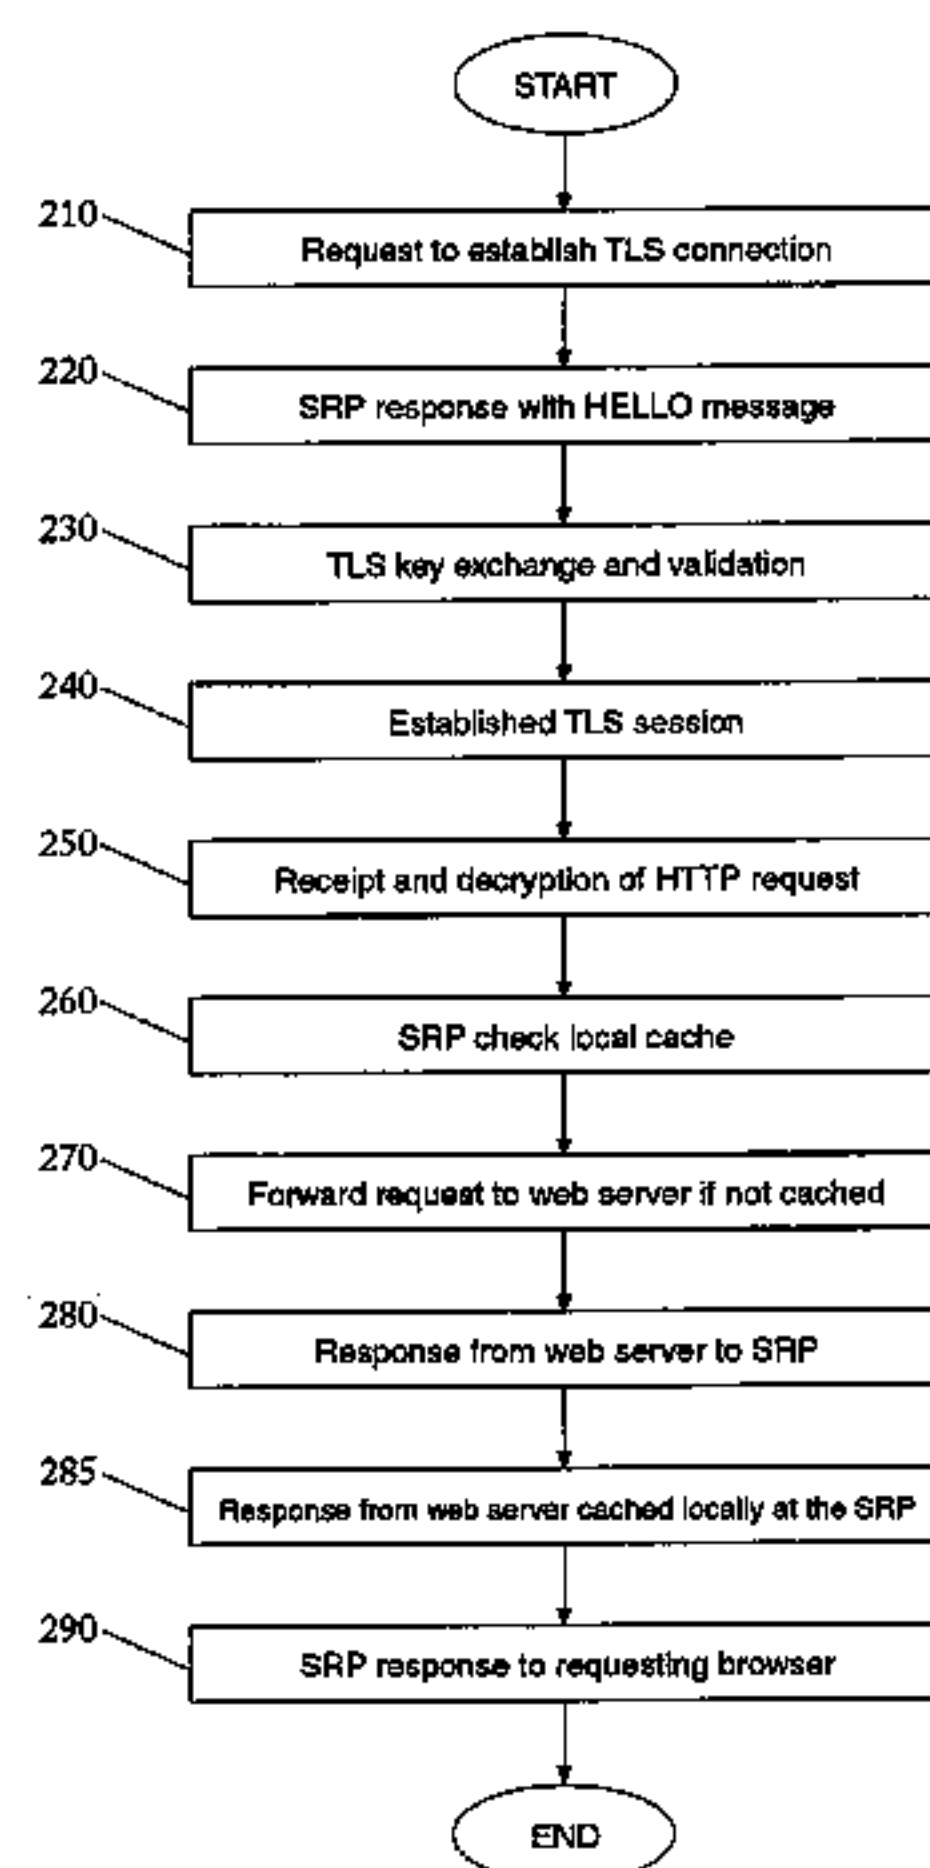 START
210
Request to establish TLS connection
220
SRP response with HELLO message
230
TLS key exchange and validation
240
Established TLS session
250
Receipt and decryption of HTTP request
260
SRP check local cache
270
Forward request to web server if not cached
280
Response from web server to SRP
285
Response from web server cached locally at the SRP
290
SRP response to requesting browser
END